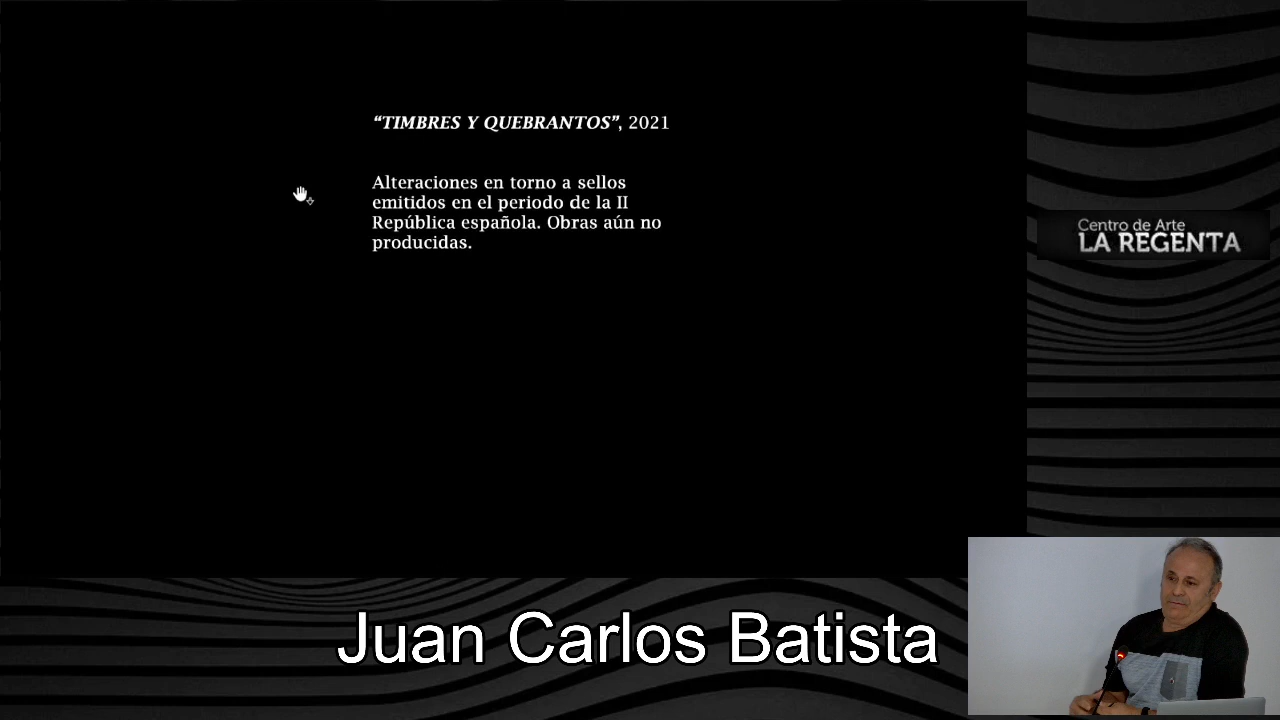 “TIMBRES Y QUEBRANTOS”, 2021
Alteraciones en torno a sellos
emitidos en el periodo de la II
República española. Obras aún no
producidas.
Centro de Arte
LA REGENTA
Juan Carlos Batista